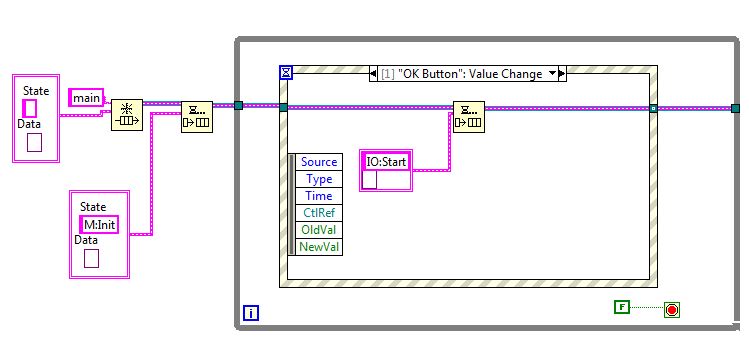 [1] "OK Button": Value Change
State
main
Data
Source
IO:Start
Type
Time
State
CtlRef
M:Init
OldVal
Data
NewVal
i
F